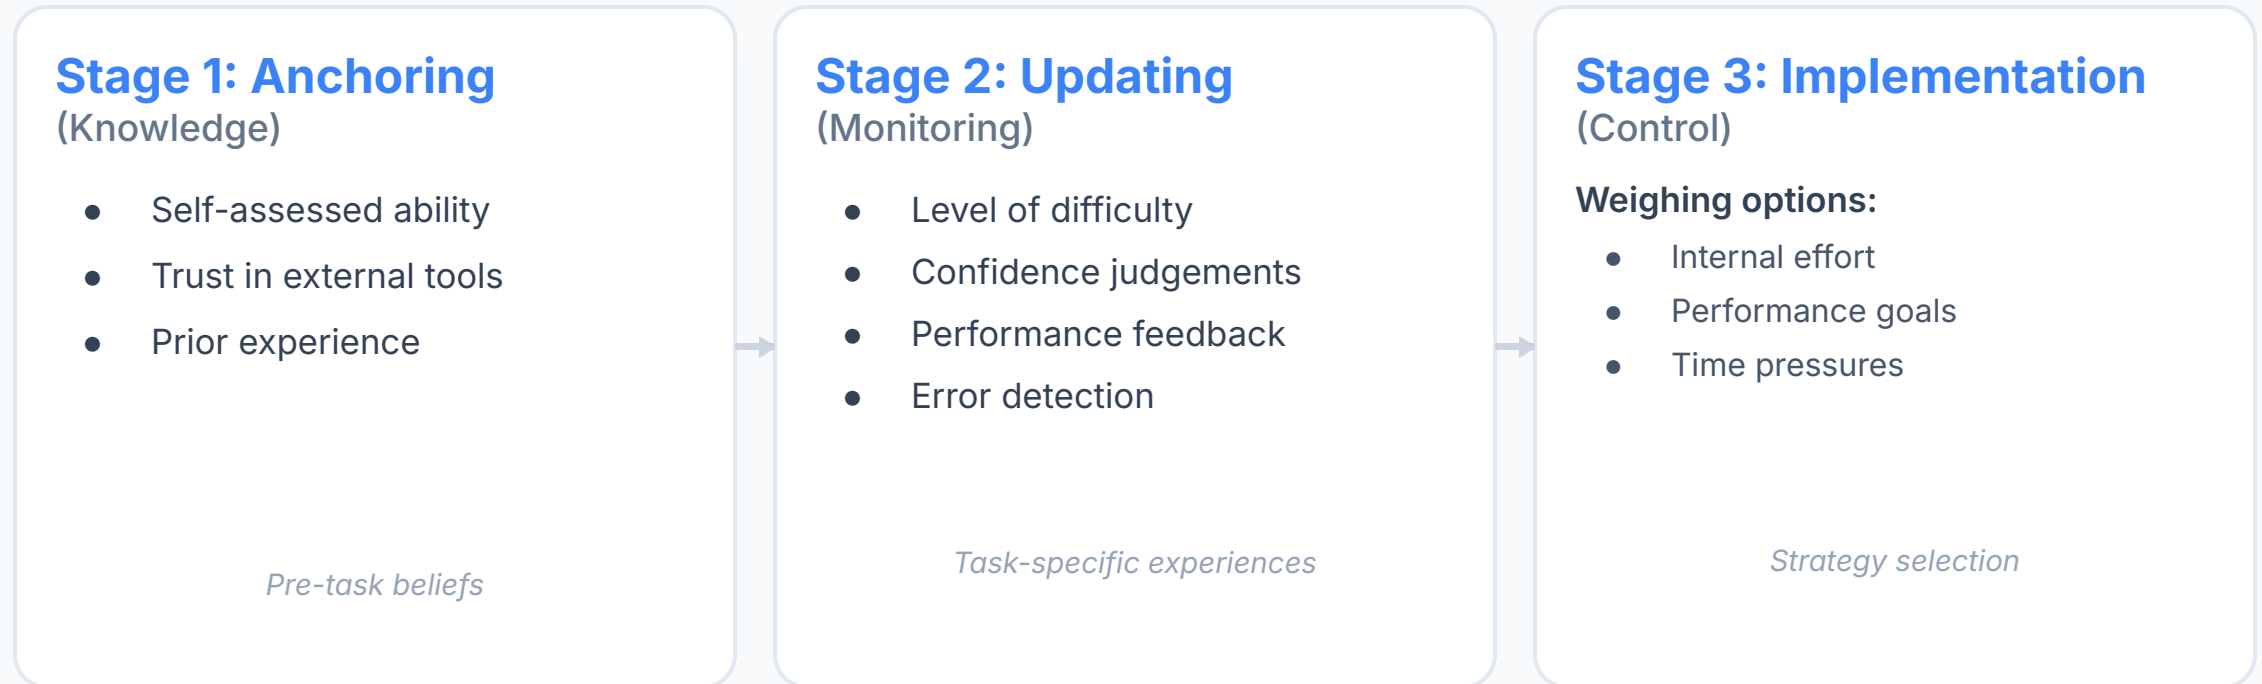 Stage 1: Anchoring
(Knowledge)
● Self-assessed ability
● Trust in external tools
● Prior experience
Pre-task beliefs
Stage 2: Updating
(Monitoring)
● Level of difficulty
● Confidence judgements
● Performance feedback
● Error detection
Task-specific experiences
Stage 3: Implementation
(Control)
Weighing options:
● Internal effort
● Performance goals
● Time pressures
Strategy selection